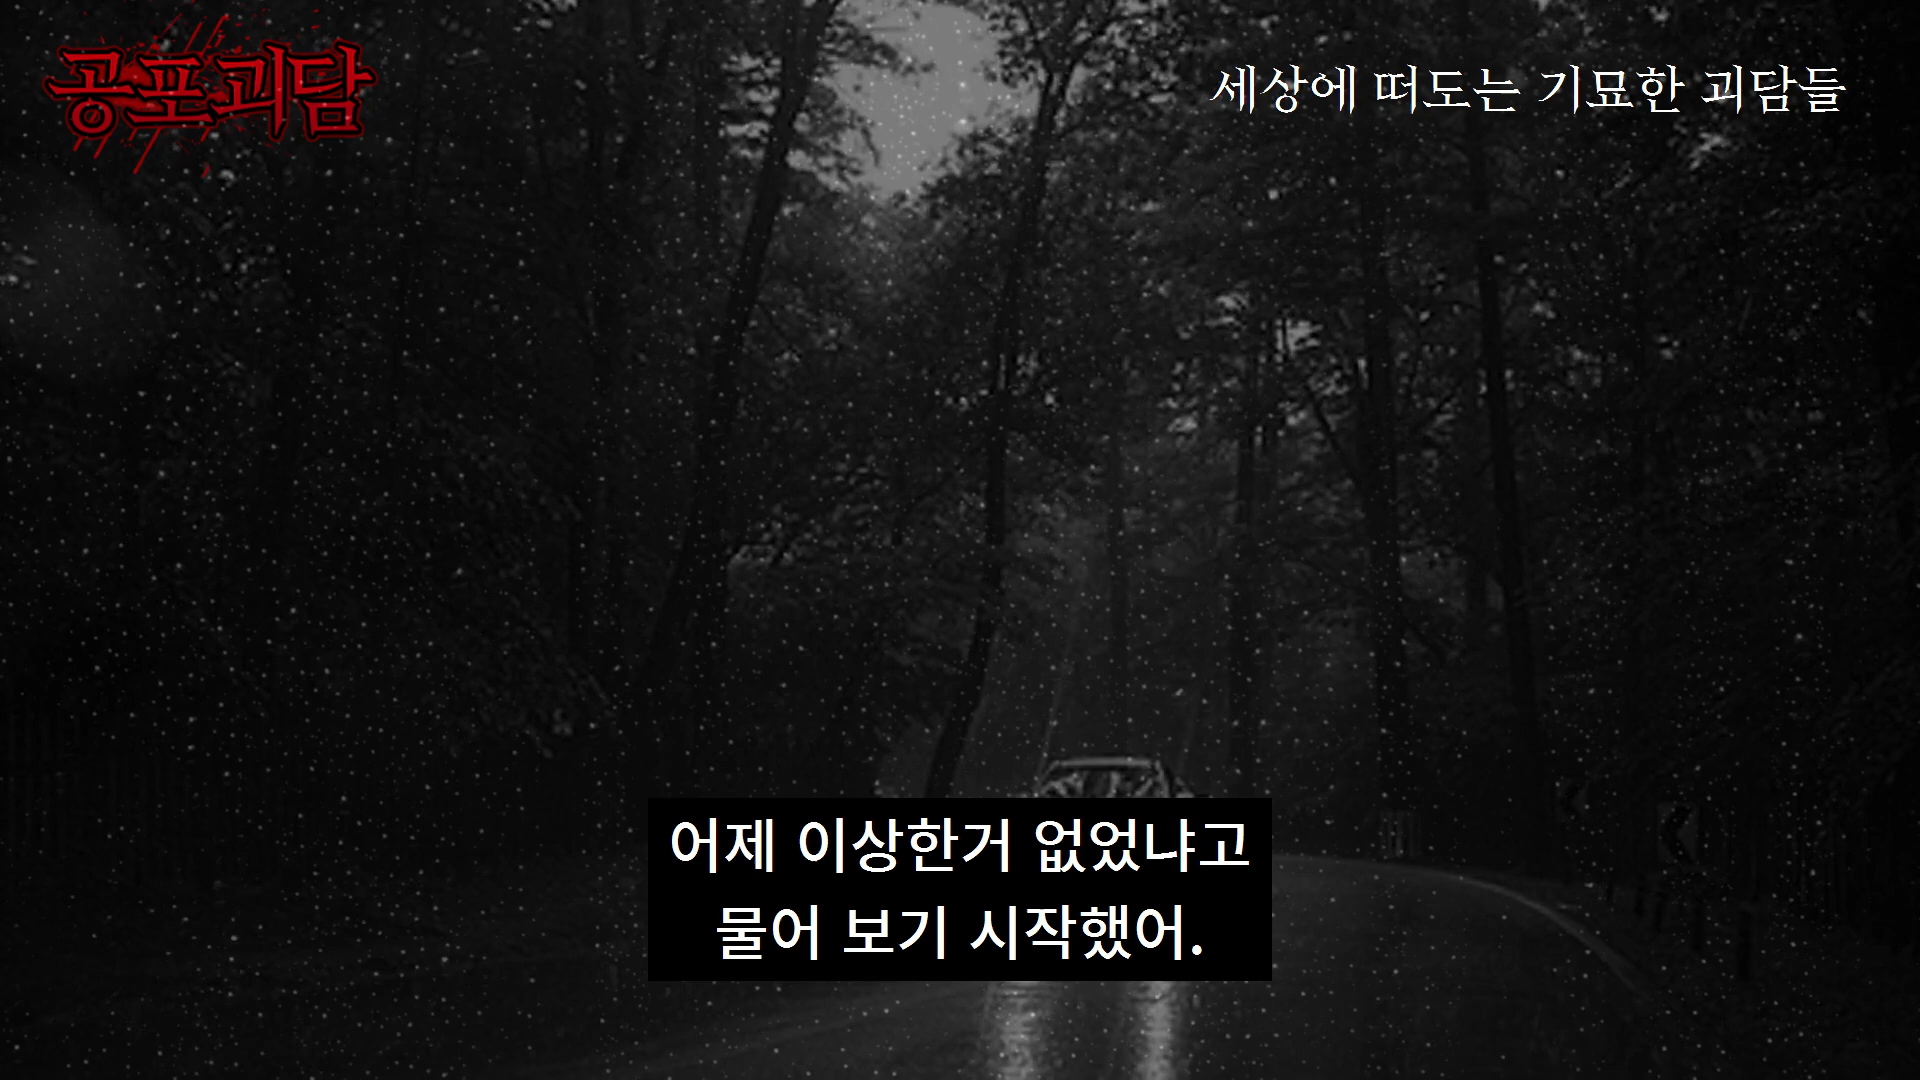 공포괴담
세상에 떠도는 기묘한 괴담들
어제 이상한거 없었냐고
물어 보기 시작했어.